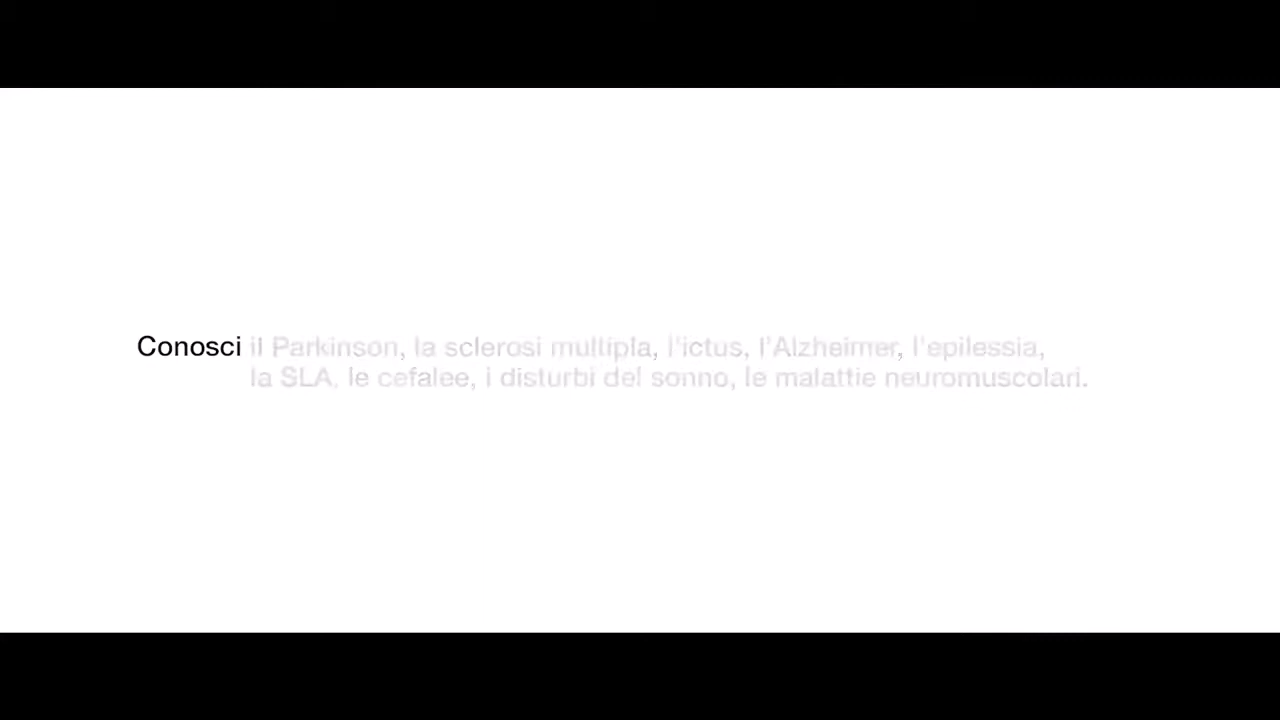 Conosci il Parkinson, la sclerosi multipla, l'ictus, l'Alzheimer, l'epilessia,
la SLA, le cefalee, i disturbi del sonno, le malattie neuromuscolari.